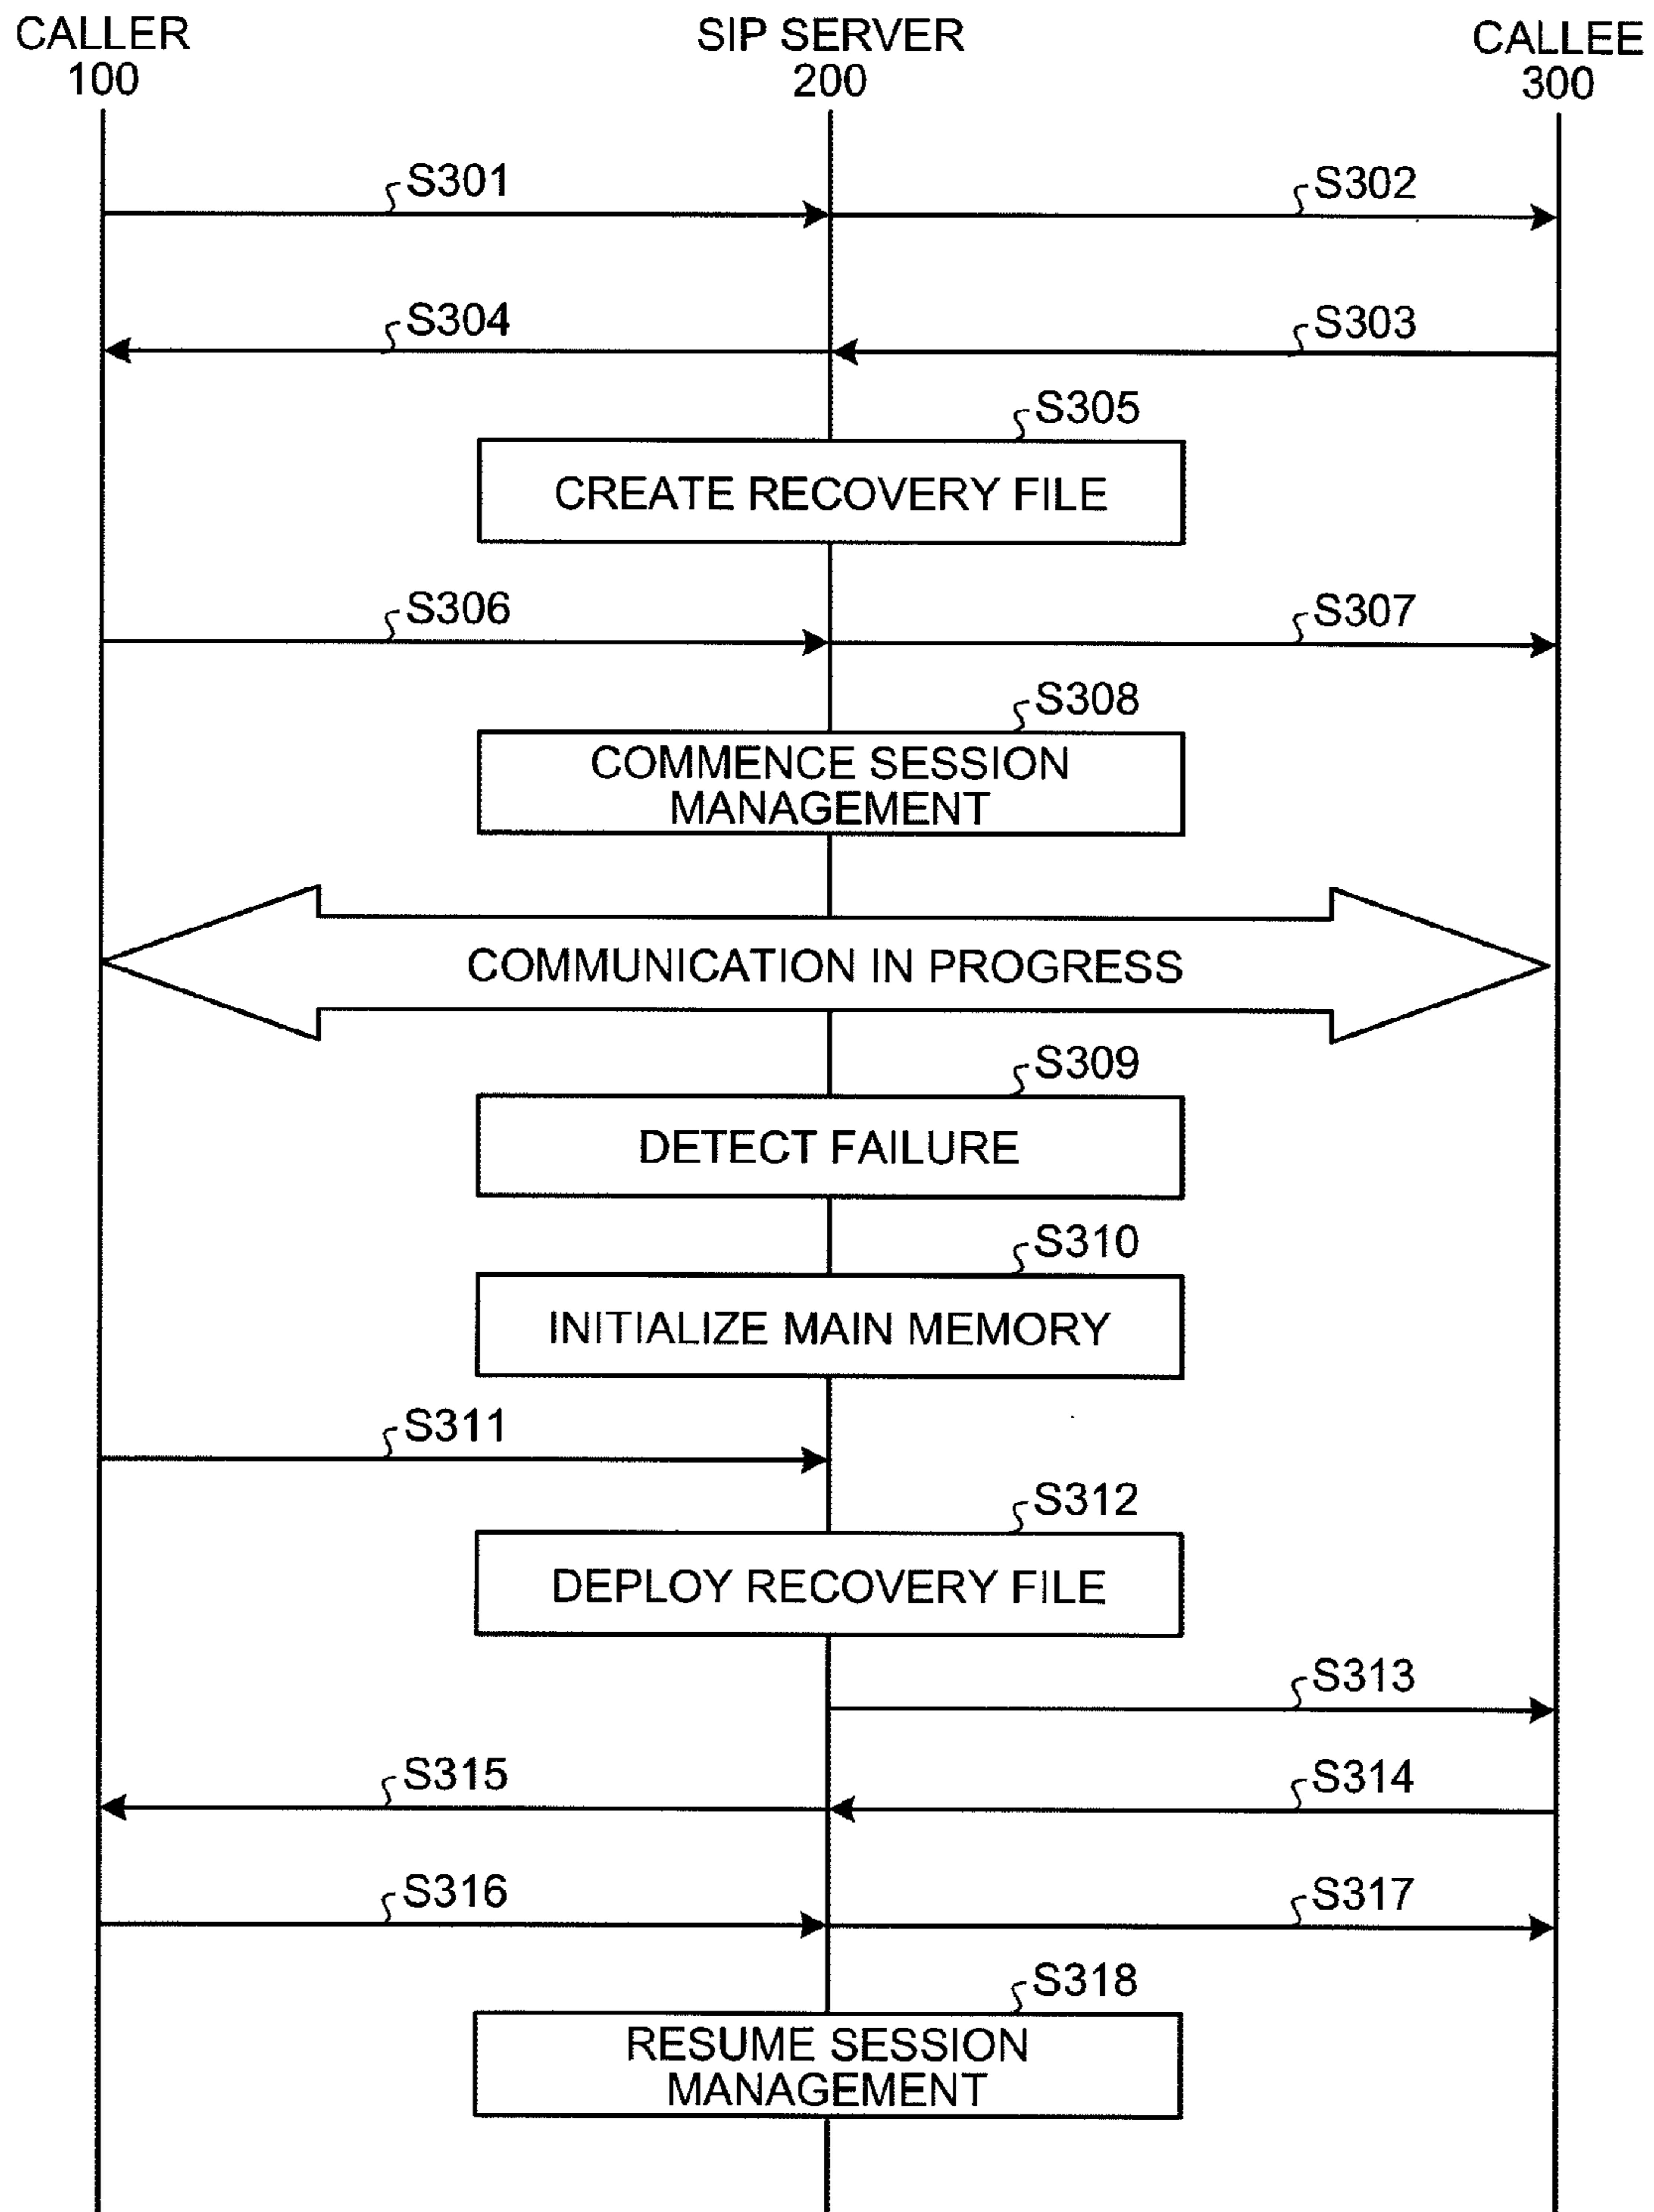 CALLER
100
SIP SERVER
200
CALLEE
300
S301
S302
S304
S303
S305
CREATE RECOVERY FILE
S306
S307
S308
COMMENCE SESSION
MANAGEMENT
COMMUNICATION IN PROGRESS
S309
DETECT FAILURE
S310
INITIALIZE MAIN MEMORY
S311
S312
DEPLOY RECOVERY FILE
S313
S315
S314
S316
S317
S318
RESUME SESSION
MANAGEMENT